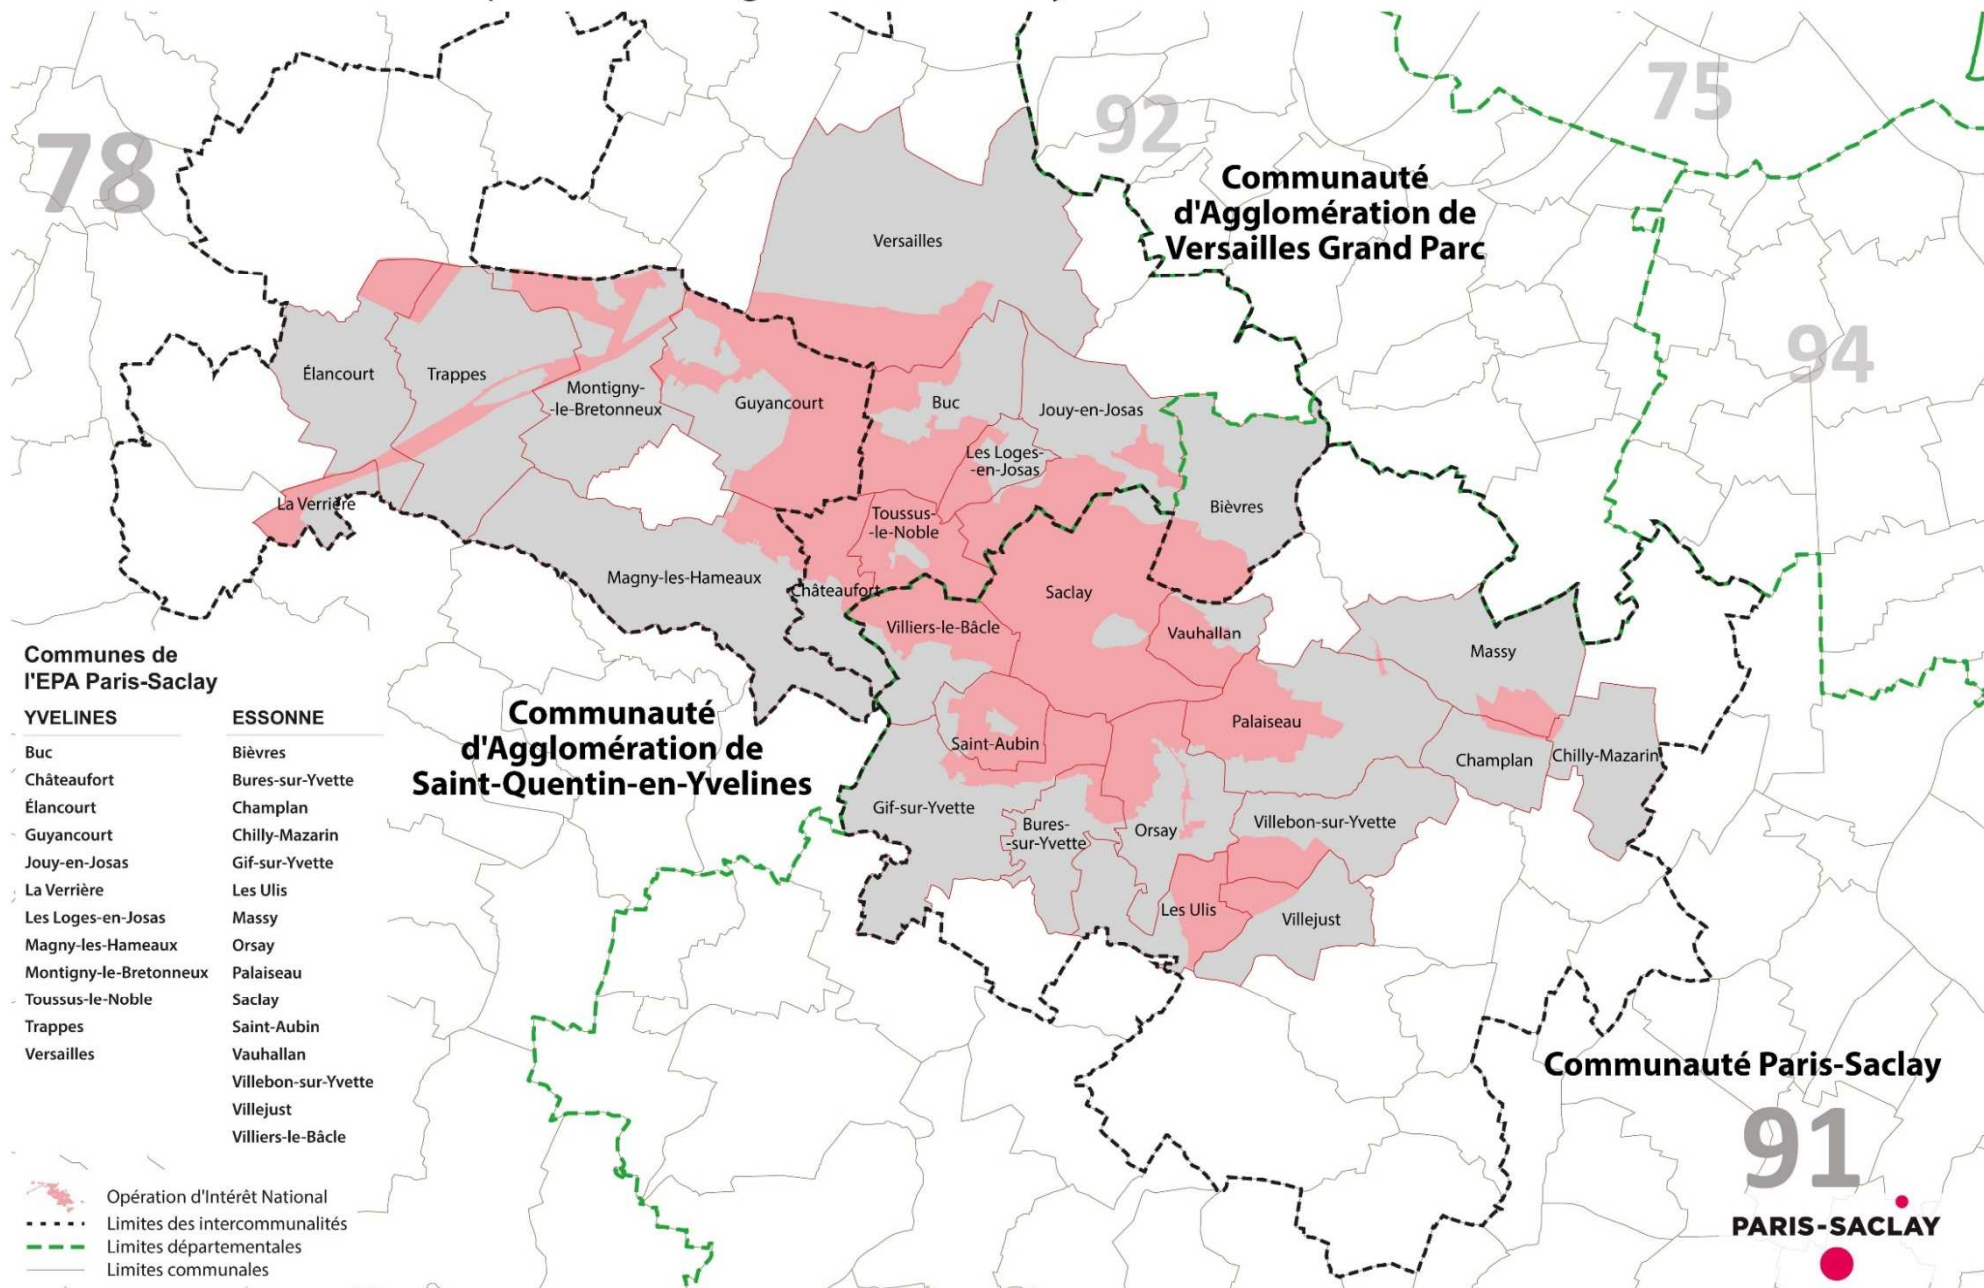 78
92
75
94
91
Communauté
d'Agglomération de
Versailles Grand Parc
Versailles
Élancourt
Trappes
Montigny-
-le-Bretonneux
Guyancourt
Buc
Jouy-en-Josas
Les Loges-
-en-Josas
La Verrière
Toussus-
-le-Noble
Bièvres
Magny-les-Hameaux
Châteaufort
Saclay
Villiers-le-Bâcle
Vauhallan
Massy
Palaiseau
Saint-Aubin
Champlan
Chilly-Mazarin
Gif-sur-Yvette
Bures-
-sur-Yvette
Orsay
Villebon-sur-Yvette
Les Ulis
Villejust
Communauté
d'Agglomération de
Saint-Quentin-en-Yvelines
Communauté Paris-Saclay
Communes de
l'EPA Paris-Saclay
YVELINES
Buc
Châteaufort
Élancourt
Guyancourt
Jouy-en-Josas
La Verrière
Les Loges-en-Josas
Magny-les-Hameaux
Montigny-le-Bretonneux
Toussus-le-Noble
Trappes
Versailles
ESSONNE
Bièvres
Bures-sur-Yvette
Champlan
Chilly-Mazarin
Gif-sur-Yvette
Les Ulis
Massy
Orsay
Palaiseau
Saclay
Saint-Aubin
Vauhallan
Villebon-sur-Yvette
Villejust
Villiers-le-Bâcle
Opération d'Intérêt National
Limites des intercommunalités
Limites départementales
Limites communales
PARIS-SACLAY